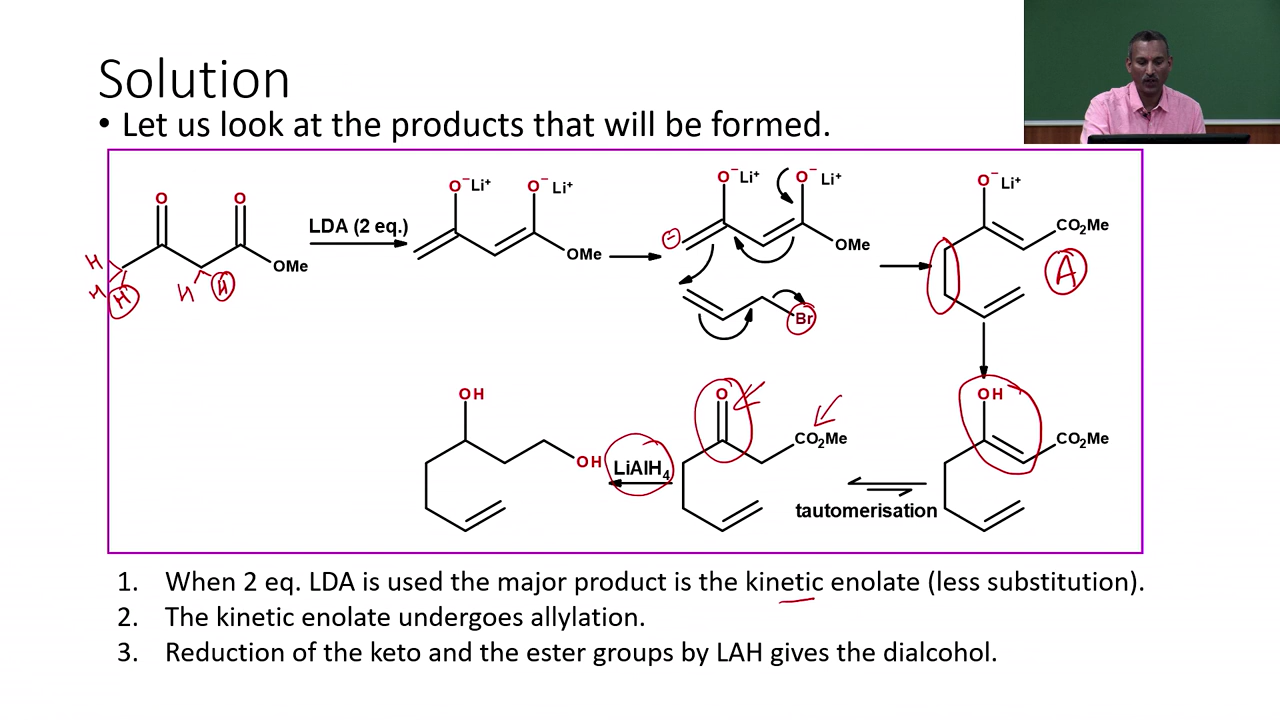 Solution
• Let us look at the products that will be formed.
O O
LDA (2 eq.)
OMe
H H H H H
O⁻Li⁺ O⁻Li⁺
OMe
O⁻Li⁺ O⁻Li⁺
OMe
⊖
Br
O⁻Li⁺
CO₂Me
A
OH
OH
LiAlH₄
O
CO₂Me
tautomerisation
OH
CO₂Me
1. When 2 eq. LDA is used the major product is the kinetic enolate (less substitution).
2. The kinetic enolate undergoes allylation.
3. Reduction of the keto and the ester groups by LAH gives the dialcohol.